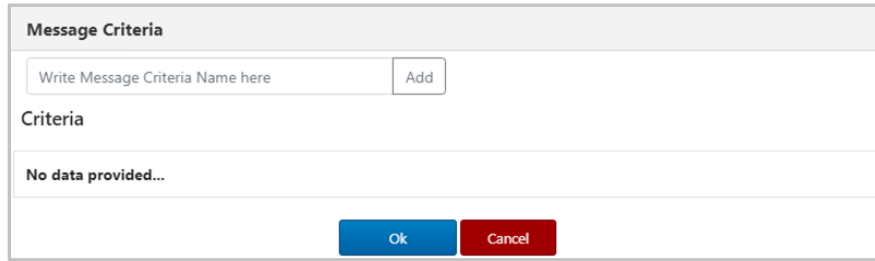 Message Criteria
Write Message Criteria Name here Add
Criteria
No data provided...
Ok Cancel